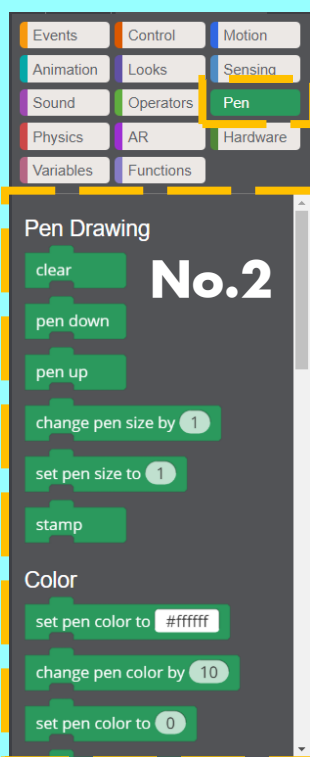 Events Control Motion
Animation Looks Sensing
Sound Operators Pen
Physics AR Hardware
Variables Functions
Pen Drawing
clear
No.2
pen down
pen up
change pen size by 1
set pen size to 1
stamp
Color
set pen color to #ffffff
change pen color by 10
set pen color to 0